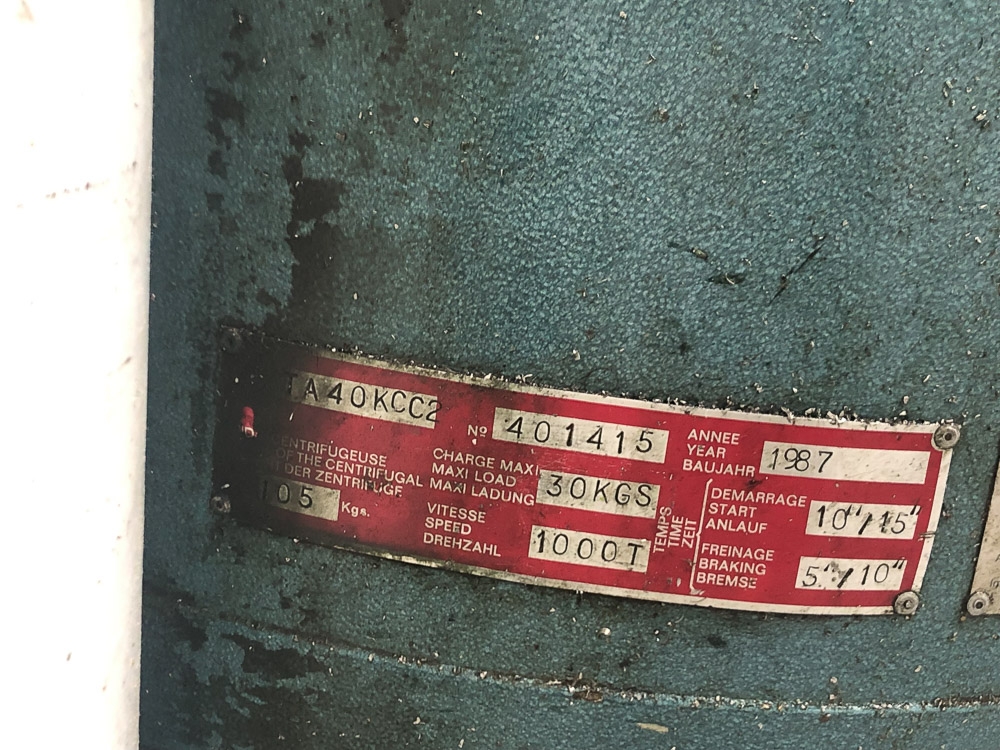 TA40KCC2
Nº 401415
ANNEE
YEAR
BAUJAHR 1987
OF THE CENTRIFUGAL
DER ZENTRIFUGE
105 Kgs.
CHARGE MAXI
MAXI LOAD
MAXI LADUNG 30KGS
VITESSE
SPEED
DREHZAHL 1000T
TEMPS
TIME
ZEIT
DEMARRAGE
START
ANLAUF 10"/15"
FREINAGE
BRAKING
BREMSE 5"/10"